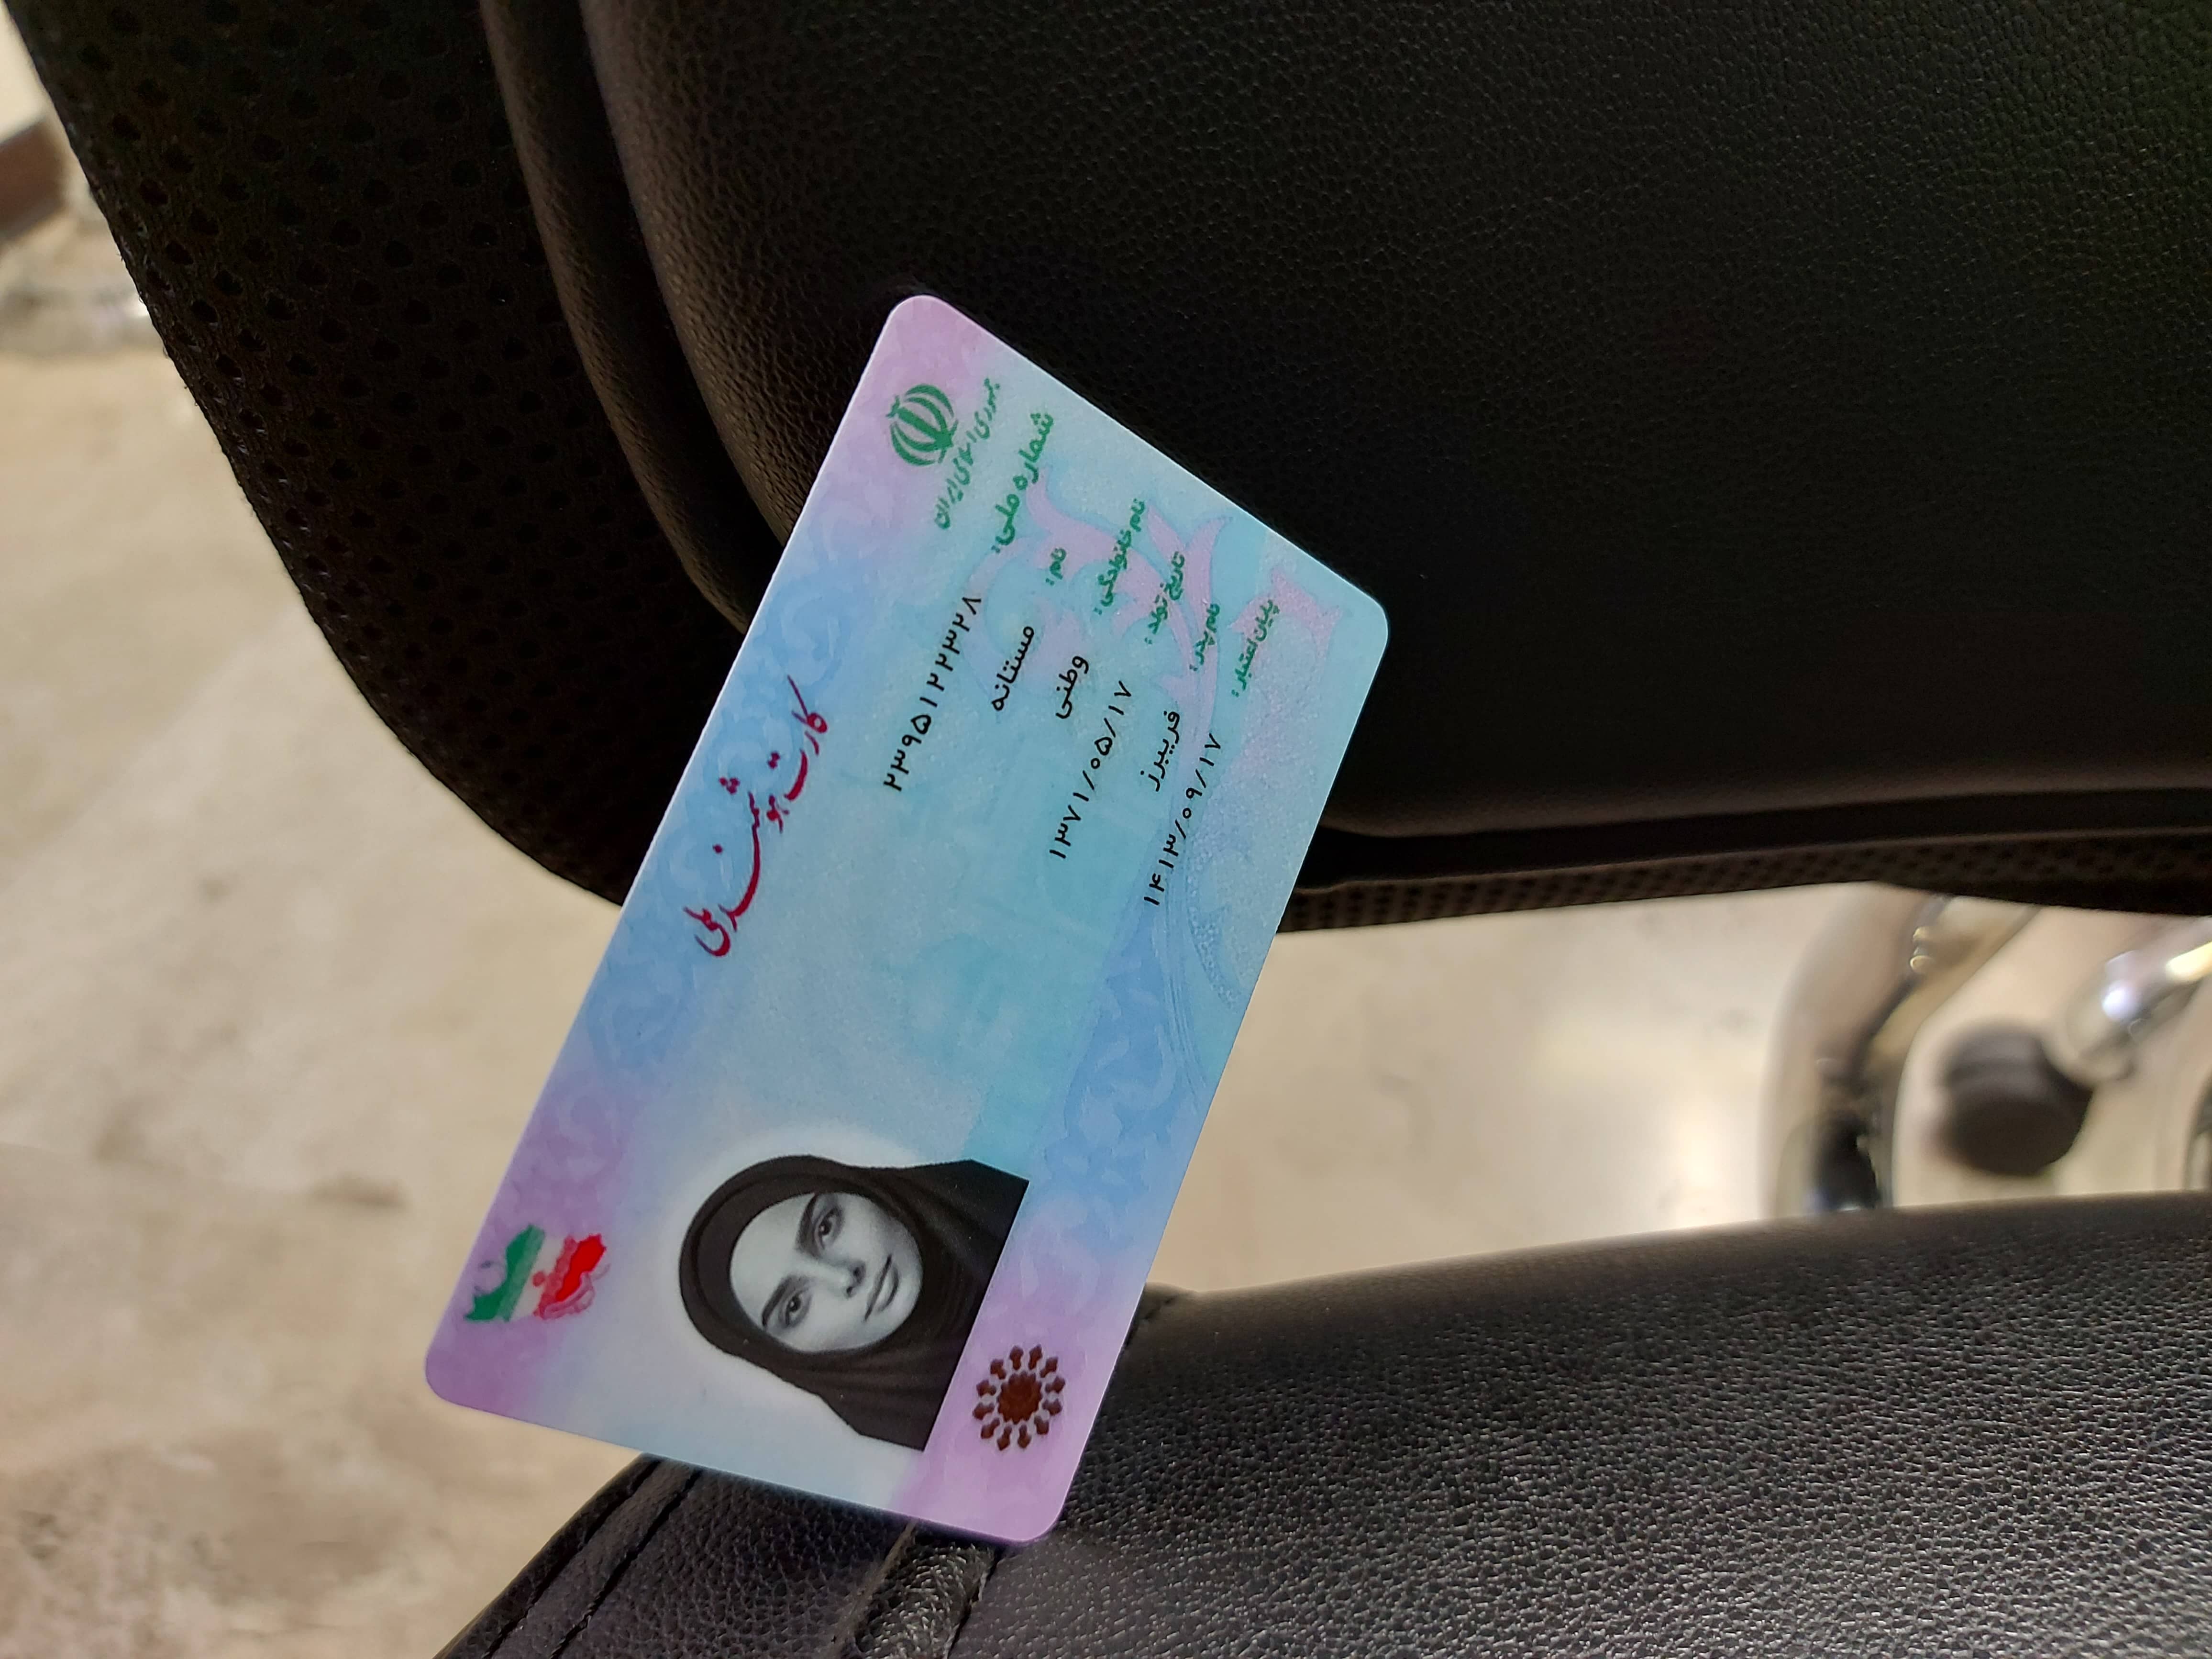 جمهوری اسلامی ایران
کارت هوشمند ملی
شماره ملی: ۲۳۹۵۱۲۲۳۲۸
نام: مستانه
نام خانوادگی: وطنی
تاریخ تولد: ۱۳۷۱/۰۵/۱۷
نام پدر: فریبرز
پایان اعتبار: ۱۴۱۳/۰۹/۱۷